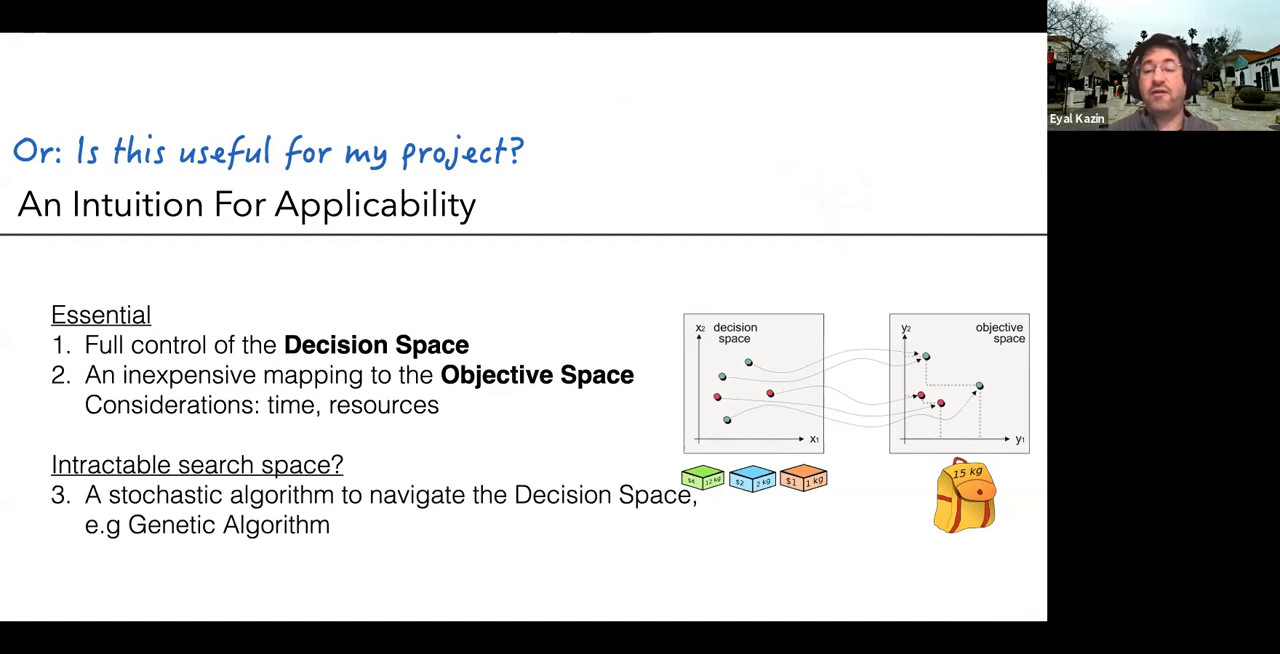 Eyal Kazin
Or: Is this useful for my project?
An Intuition For Applicability
Essential
1. Full control of the Decision Space
2. An inexpensive mapping to the Objective Space
Considerations: time, resources
Intractable search space?
3. A stochastic algorithm to navigate the Decision Space,
e.g Genetic Algorithm
x2 decision
space
x1
y2 objective
space
y1
$4 12 kg
$2 2 kg
$1 1 kg
15 kg